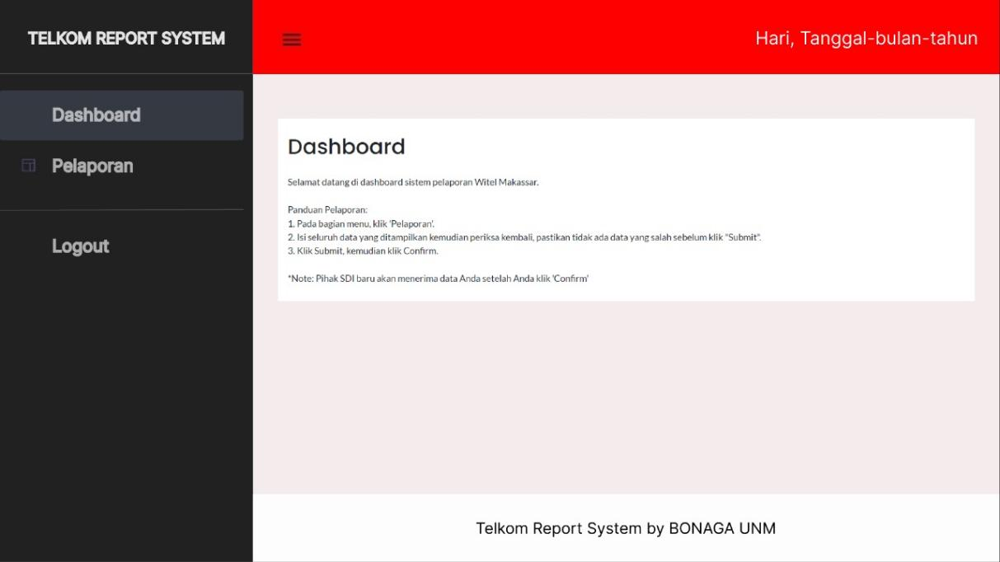 TELKOM REPORT SYSTEM
Hari, Tanggal-bulan-tahun
Dashboard
Pelaporan
Logout
Dashboard
Selamat datang di dashboard sistem pelaporan Witel Makassar.
Panduan Pelaporan:
1. Pada bagian menu, klik 'Pelaporan'.
2. Isi seluruh data yang ditampilkan kemudian periksa kembali, pastikan tidak ada data yang salah sebelum klik "Submit".
3. Klik Submit, kemudian klik Confirm.
*Note: Pihak SDI baru akan menerima data Anda setelah Anda klik 'Confirm'
Telkom Report System by BONAGA UNM